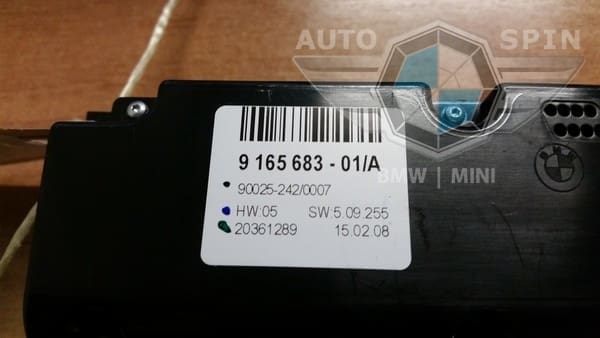 AUTO SPIN
BMW | MINI
9 165 683 - 01/A
90025-242/0007
HW:05 SW:5.09.255
20361289 15.02.08